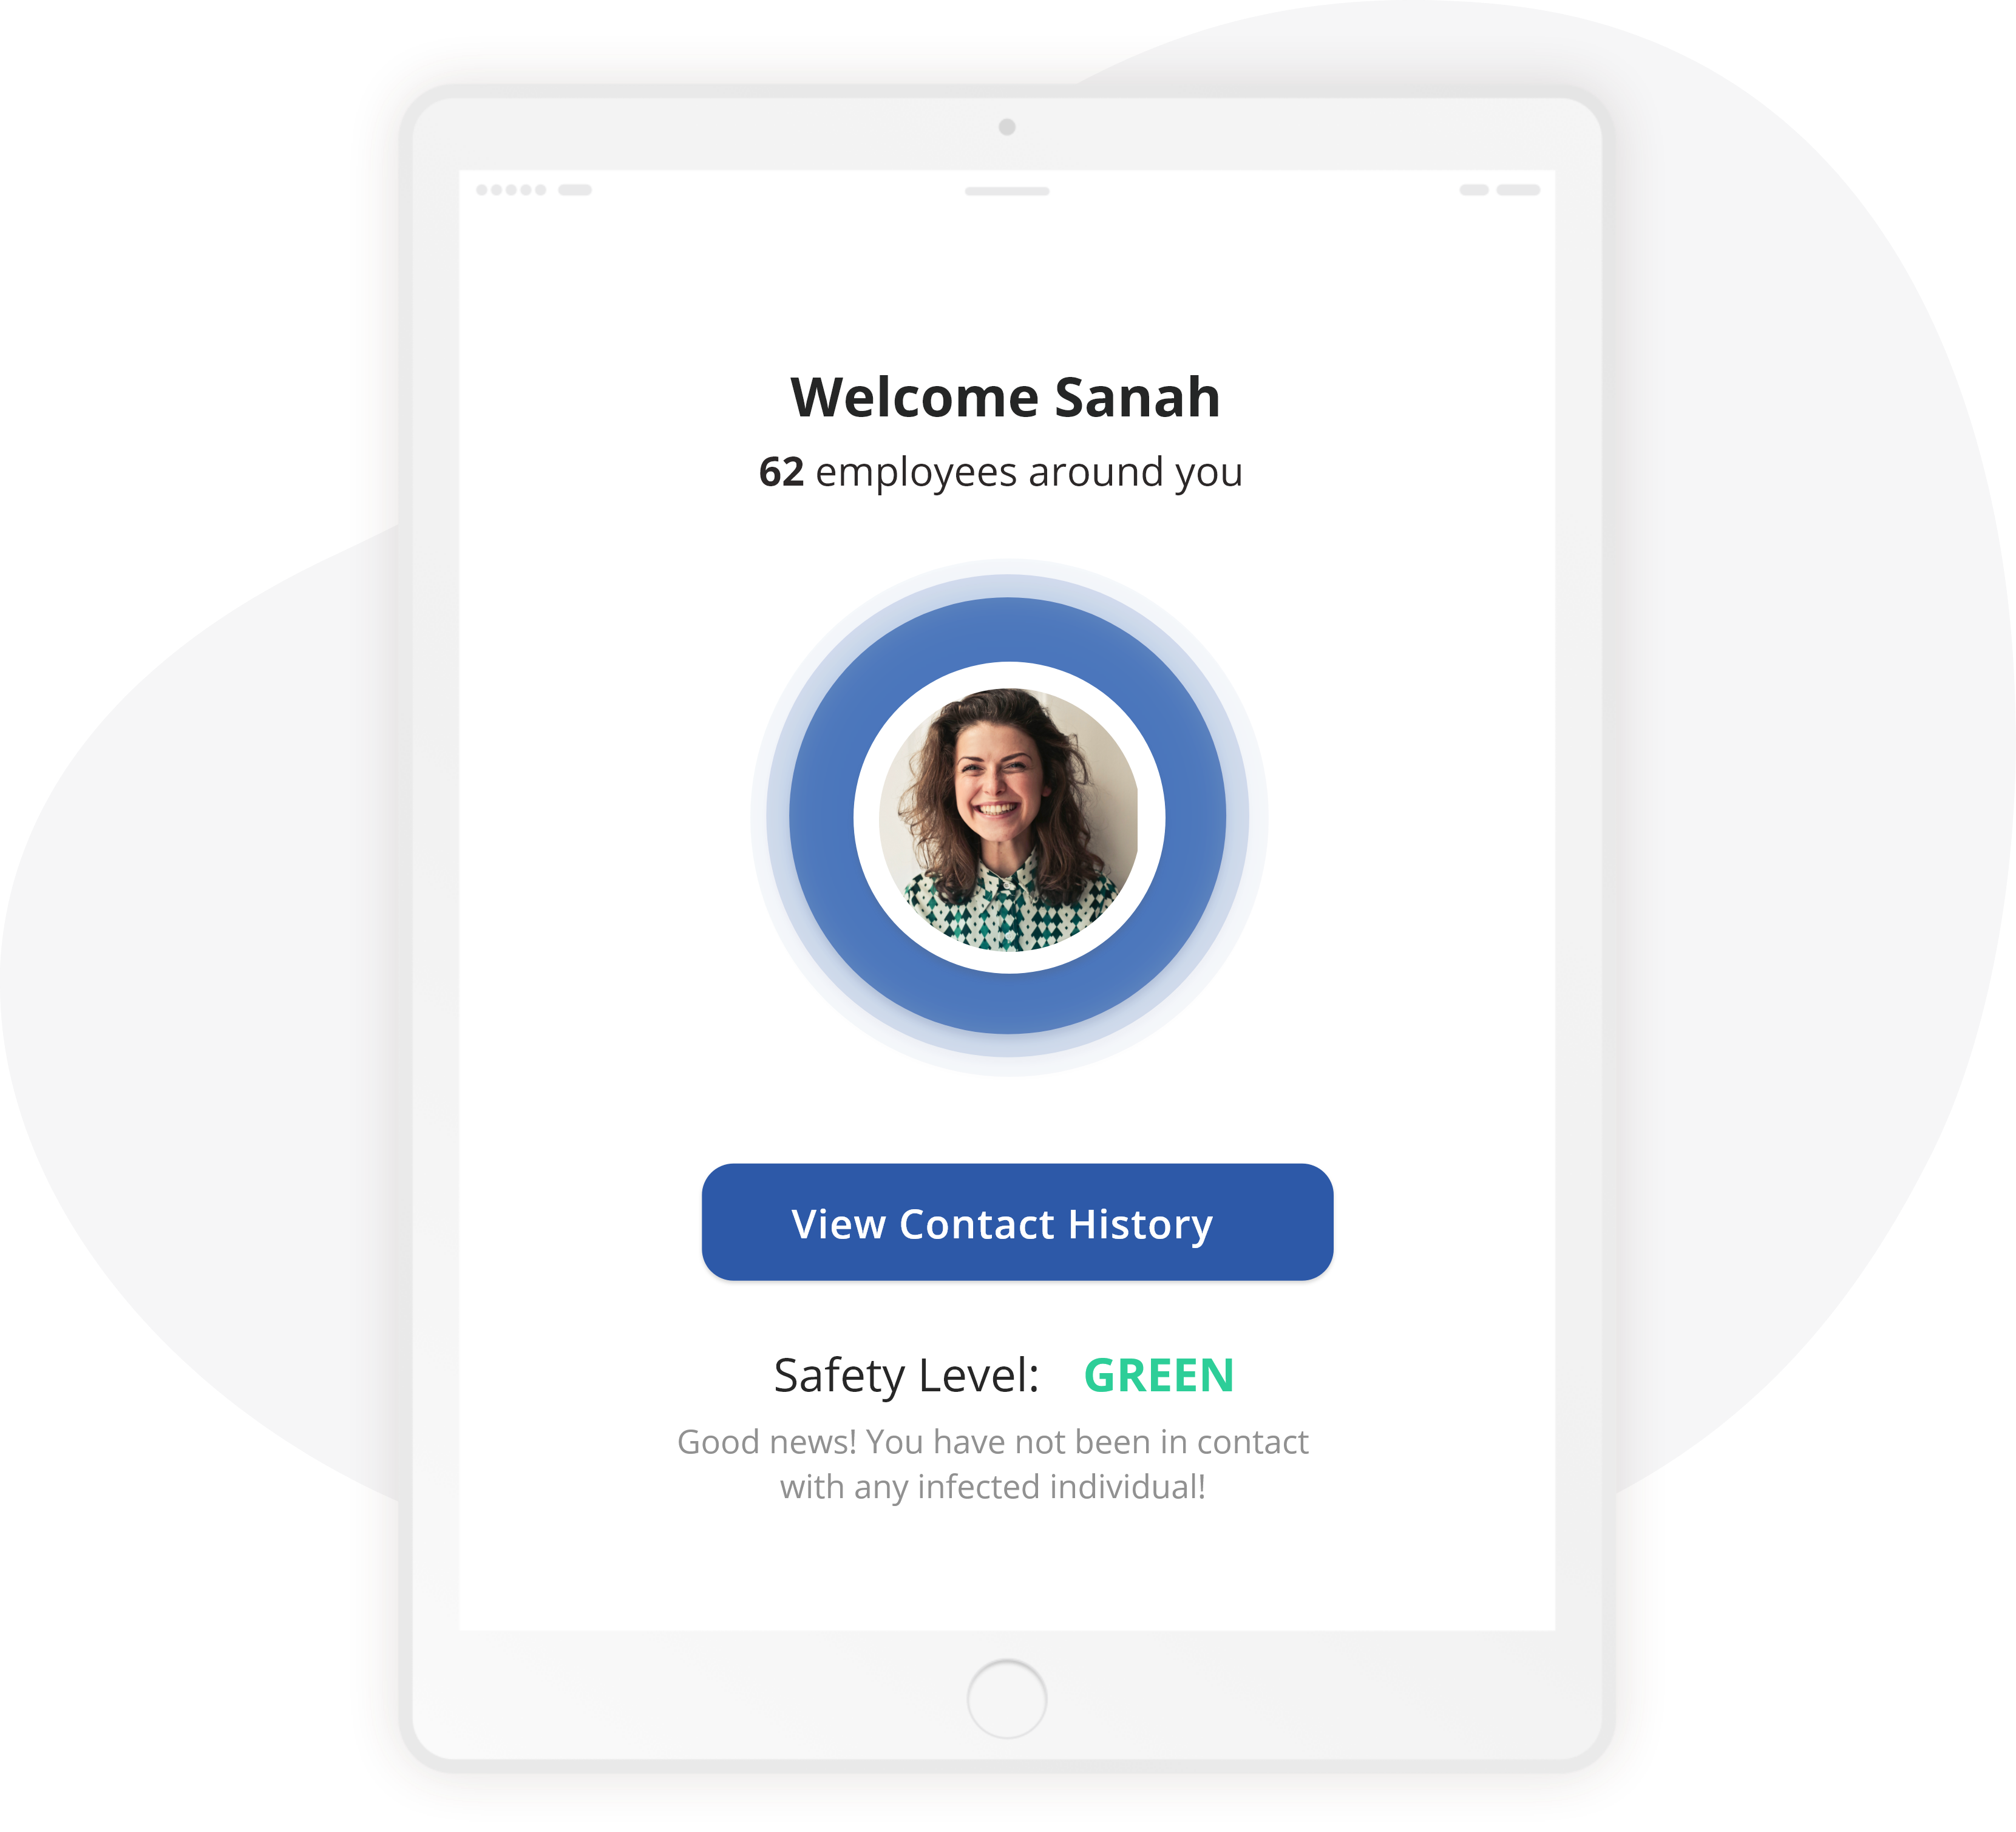 Welcome Sanah
62 employees around you
View Contact History
Safety Level: GREEN
Good news! You have not been in contact
with any infected individual!